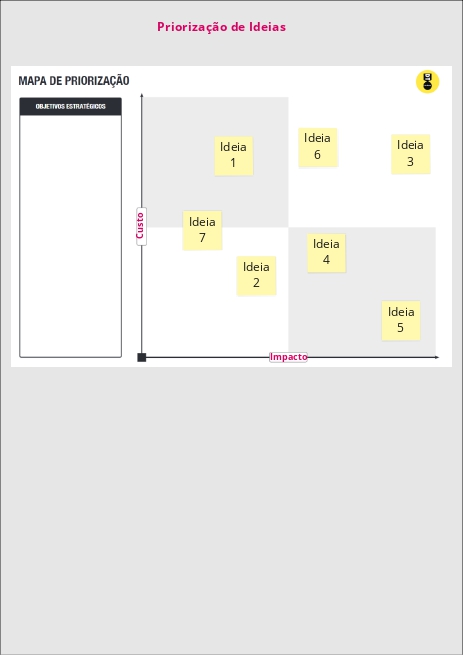 Priorização de Ideias
MAPA DE PRIORIZAÇÃO
OBJETIVOS ESTRATÉGICOS
Custo
Impacto
Ideia
1
Ideia
6
Ideia
3
Ideia
7
Ideia
4
Ideia
2
Ideia
5